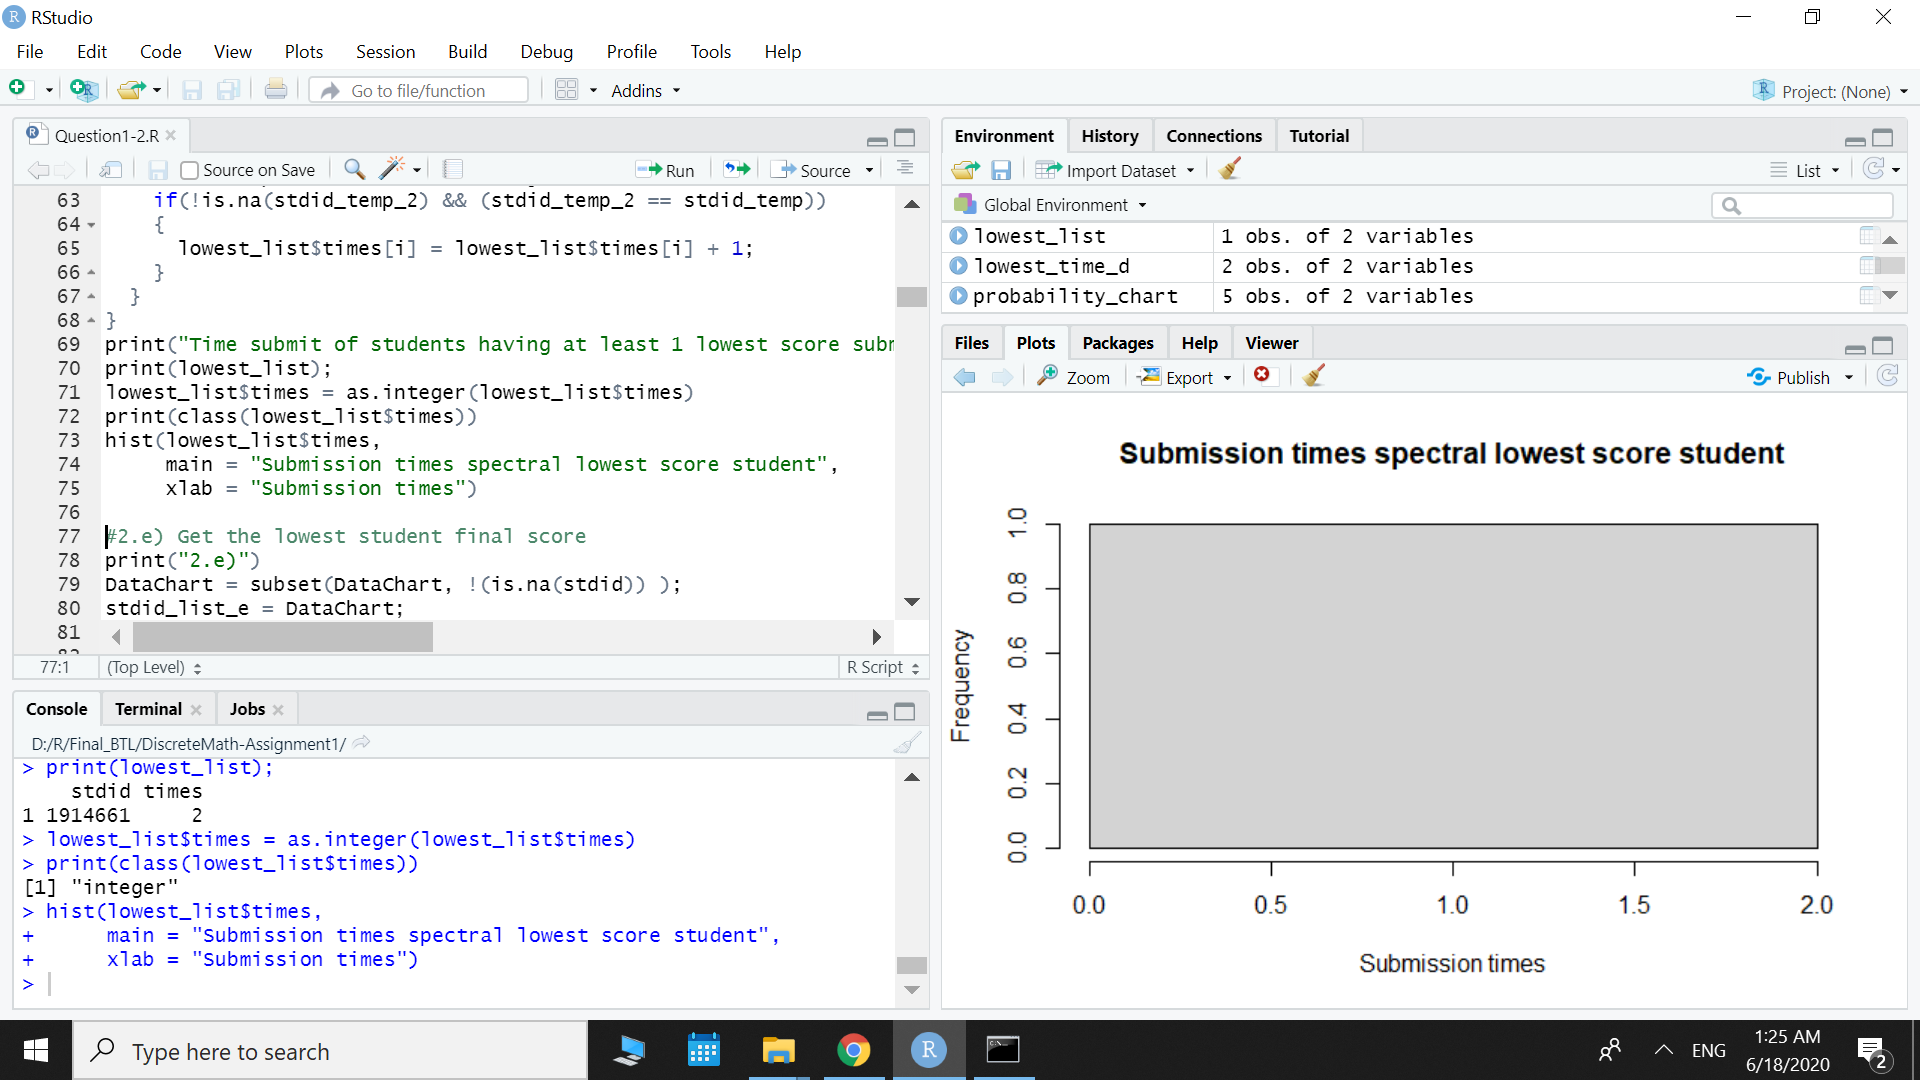 RStudio
File Edit Code View Plots Session Build Debug Profile Tools Help
Go to file/function Addins Project: (None)
Question1-2.R
Source on Save Run Source
63 if(!is.na(stdid_temp_2) && (stdid_temp_2 == stdid_temp))
64 {
65 lowest_list$times[i] = lowest_list$times[i] + 1;
66 }
67 }
68 }
69 print("Time submit of students having at least 1 lowest score
70 print(lowest_list);
71 lowest_list$times = as.integer(lowest_list$times)
72 print(class(lowest_list$times))
73 hist(lowest_list$times,
74 main = "Submission times spectral lowest score student",
75 xlab = "Submission times")
76
77 #2.e) Get the lowest student final score
78 print("2.e)")
79 DataChart = subset(DataChart, !(is.na(stdid)) );
80 stdid_list_e = DataChart;
81
77:1 (Top Level) R Script
Console Terminal Jobs
D:/R/Final_BTL/DiscreteMath-Assignment1/
> print(lowest_list);
stdid times
1 1914661 2
> lowest_list$times = as.integer(lowest_list$times)
> print(class(lowest_list$times))
[1] "integer"
> hist(lowest_list$times,
+ main = "Submission times spectral lowest score student",
+ xlab = "Submission times")
>
Environment History Connections Tutorial
Import Dataset List
Global Environment
lowest_list 1 obs. of 2 variables
lowest_time_d 2 obs. of 2 variables
probability_chart 5 obs. of 2 variables
Files Plots Packages Help Viewer
Zoom Export Publish
Submission times spectral lowest score student
Frequency
1.0
0.8
0.6
0.4
0.2
0.0
0.0 0.5 1.0 1.5 2.0
Submission times
Type here to search
ENG
1:25 AM
6/18/2020
2